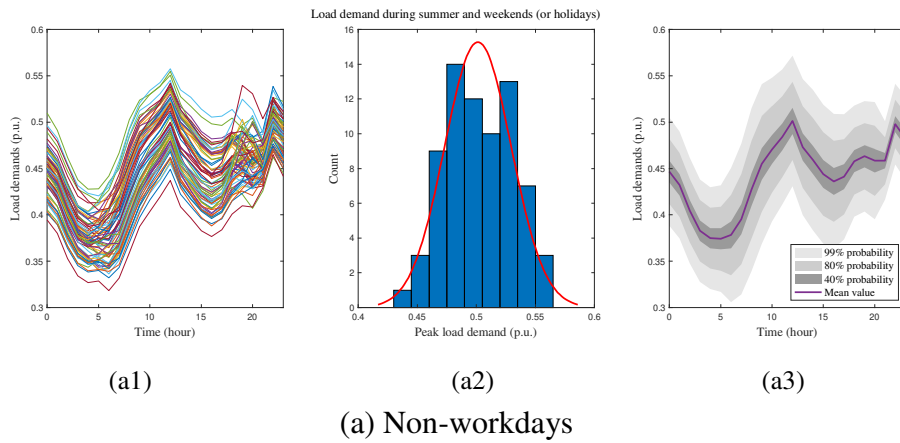 Load demand during summer and weekends (or holidays)
0.6
0.55
0.5
0.45
0.4
0.35
0.3
Load demands (p.u.)
0 5 10 15 20
Time (hour)
16
14
12
10
8
6
4
2
0
Count
0.4 0.45 0.5 0.55 0.6
Peak load demand (p.u.)
0.6
0.55
0.5
0.45
0.4
0.35
0.3
Load demands (p.u.)
0 5 10 15 20
Time (hour)
99% probability
80% probability
40% probability
Mean value
(a1) (a2) (a3)
(a) Non-workdays